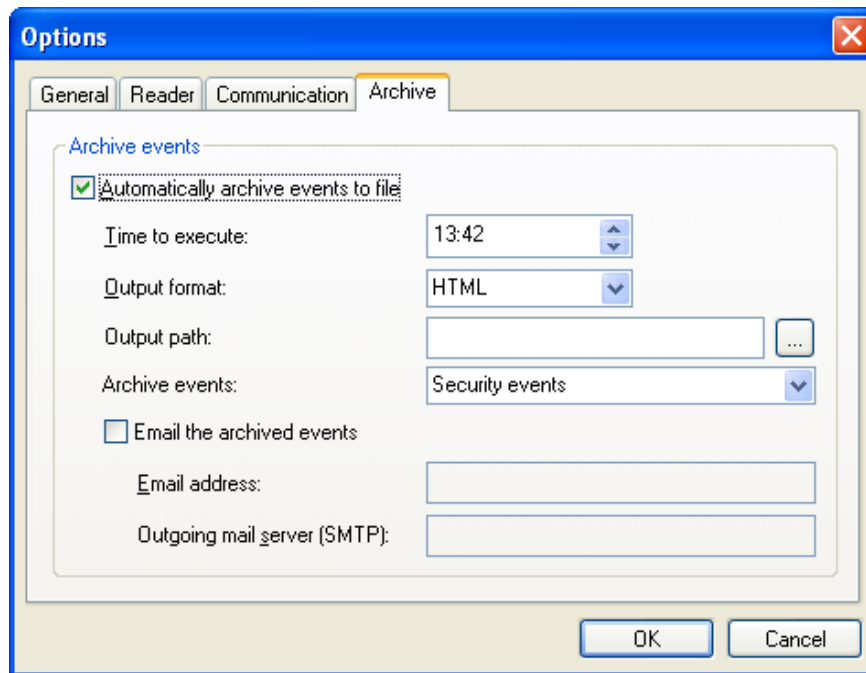 Options
General Reader Communication Archive
Archive events
Automatically archive events to file
Time to execute: 13:42
Output format: HTML
Output path: ...
Archive events: Security events
Email the archived events
Email address:
Outgoing mail server (SMTP):
OK Cancel